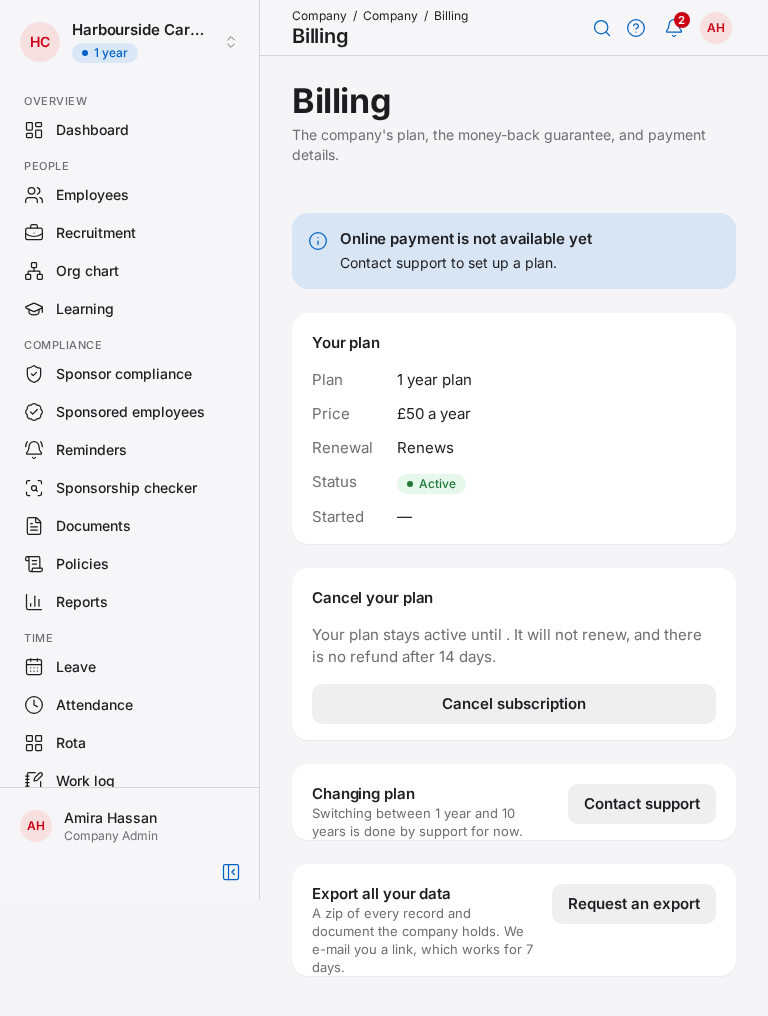 HC
Harbourside Car...
1 year
OVERVIEW
Dashboard
PEOPLE
Employees
Recruitment
Org chart
Learning
COMPLIANCE
Sponsor compliance
Sponsored employees
Reminders
Sponsorship checker
Documents
Policies
Reports
TIME
Leave
Attendance
Rota
Work log
AH
Amira Hassan
Company Admin
Company / Company / Billing
Billing
2
AH
Billing
The company's plan, the money-back guarantee, and payment
details.
Online payment is not available yet
Contact support to set up a plan.
Your plan
Plan 1 year plan
Price £50 a year
Renewal Renews
Status Active
Started —
Cancel your plan
Your plan stays active until . It will not renew, and there
is no refund after 14 days.
Cancel subscription
Changing plan
Switching between 1 year and 10
years is done by support for now.
Contact support
Export all your data
A zip of every record and
document the company holds. We
e-mail you a link, which works for 7
days.
Request an export